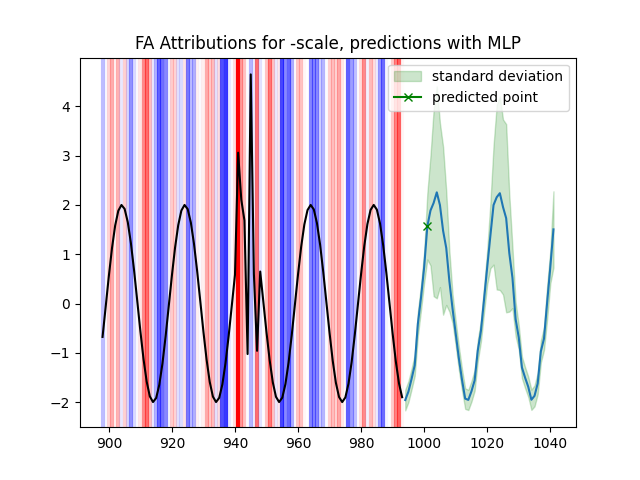 FA Attributions for -scale, predictions with MLP
standard deviation
predicted point
4
3
2
1
0
−1
−2
900 920 940 960 980 1000 1020 1040